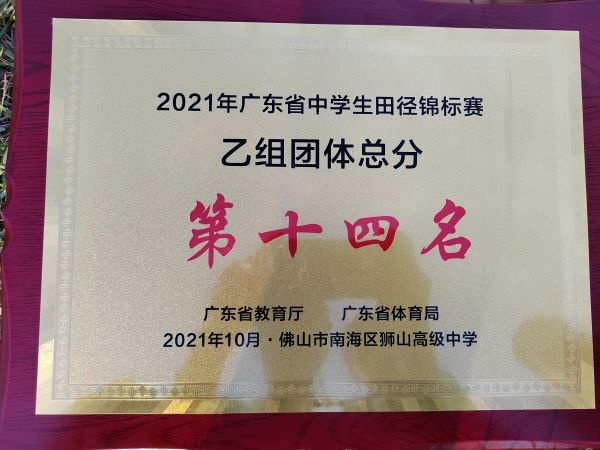 2021年广东省中学生田径锦标赛
乙组团体总分
第十四名
广东省教育厅 广东省体育局
2021年10月·佛山市南海区狮山高级中学